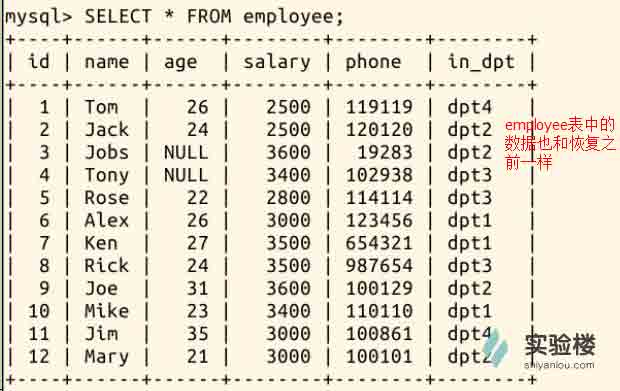 mysql> SELECT * FROM employee;
+----+------+------+--------+--------+--------+
| id | name | age | salary | phone | in_dpt |
+----+------+------+--------+--------+--------+
| 1 | Tom | 26 | 2500 | 119119 | dpt4 |
| 2 | Jack | 24 | 2500 | 120120 | dpt2 |
| 3 | Jobs | NULL | 3600 | 19283 | dpt2 |
| 4 | Tony | NULL | 3400 | 102938 | dpt3 |
| 5 | Rose | 22 | 2800 | 114114 | dpt3 |
| 6 | Alex | 26 | 3000 | 123456 | dpt1 |
| 7 | Ken | 27 | 3500 | 654321 | dpt1 |
| 8 | Rick | 24 | 3500 | 987654 | dpt3 |
| 9 | Joe | 31 | 3600 | 100129 | dpt2 |
| 10 | Mike | 23 | 3400 | 110110 | dpt1 |
| 11 | Jim | 35 | 3000 | 100861 | dpt4 |
| 12 | Mary | 21 | 3000 | 100101 | dpt2 |
+----+------+------+--------+--------+--------+
employee表中的
数据也和恢复之
前一样
实验楼
shiyanlou.com